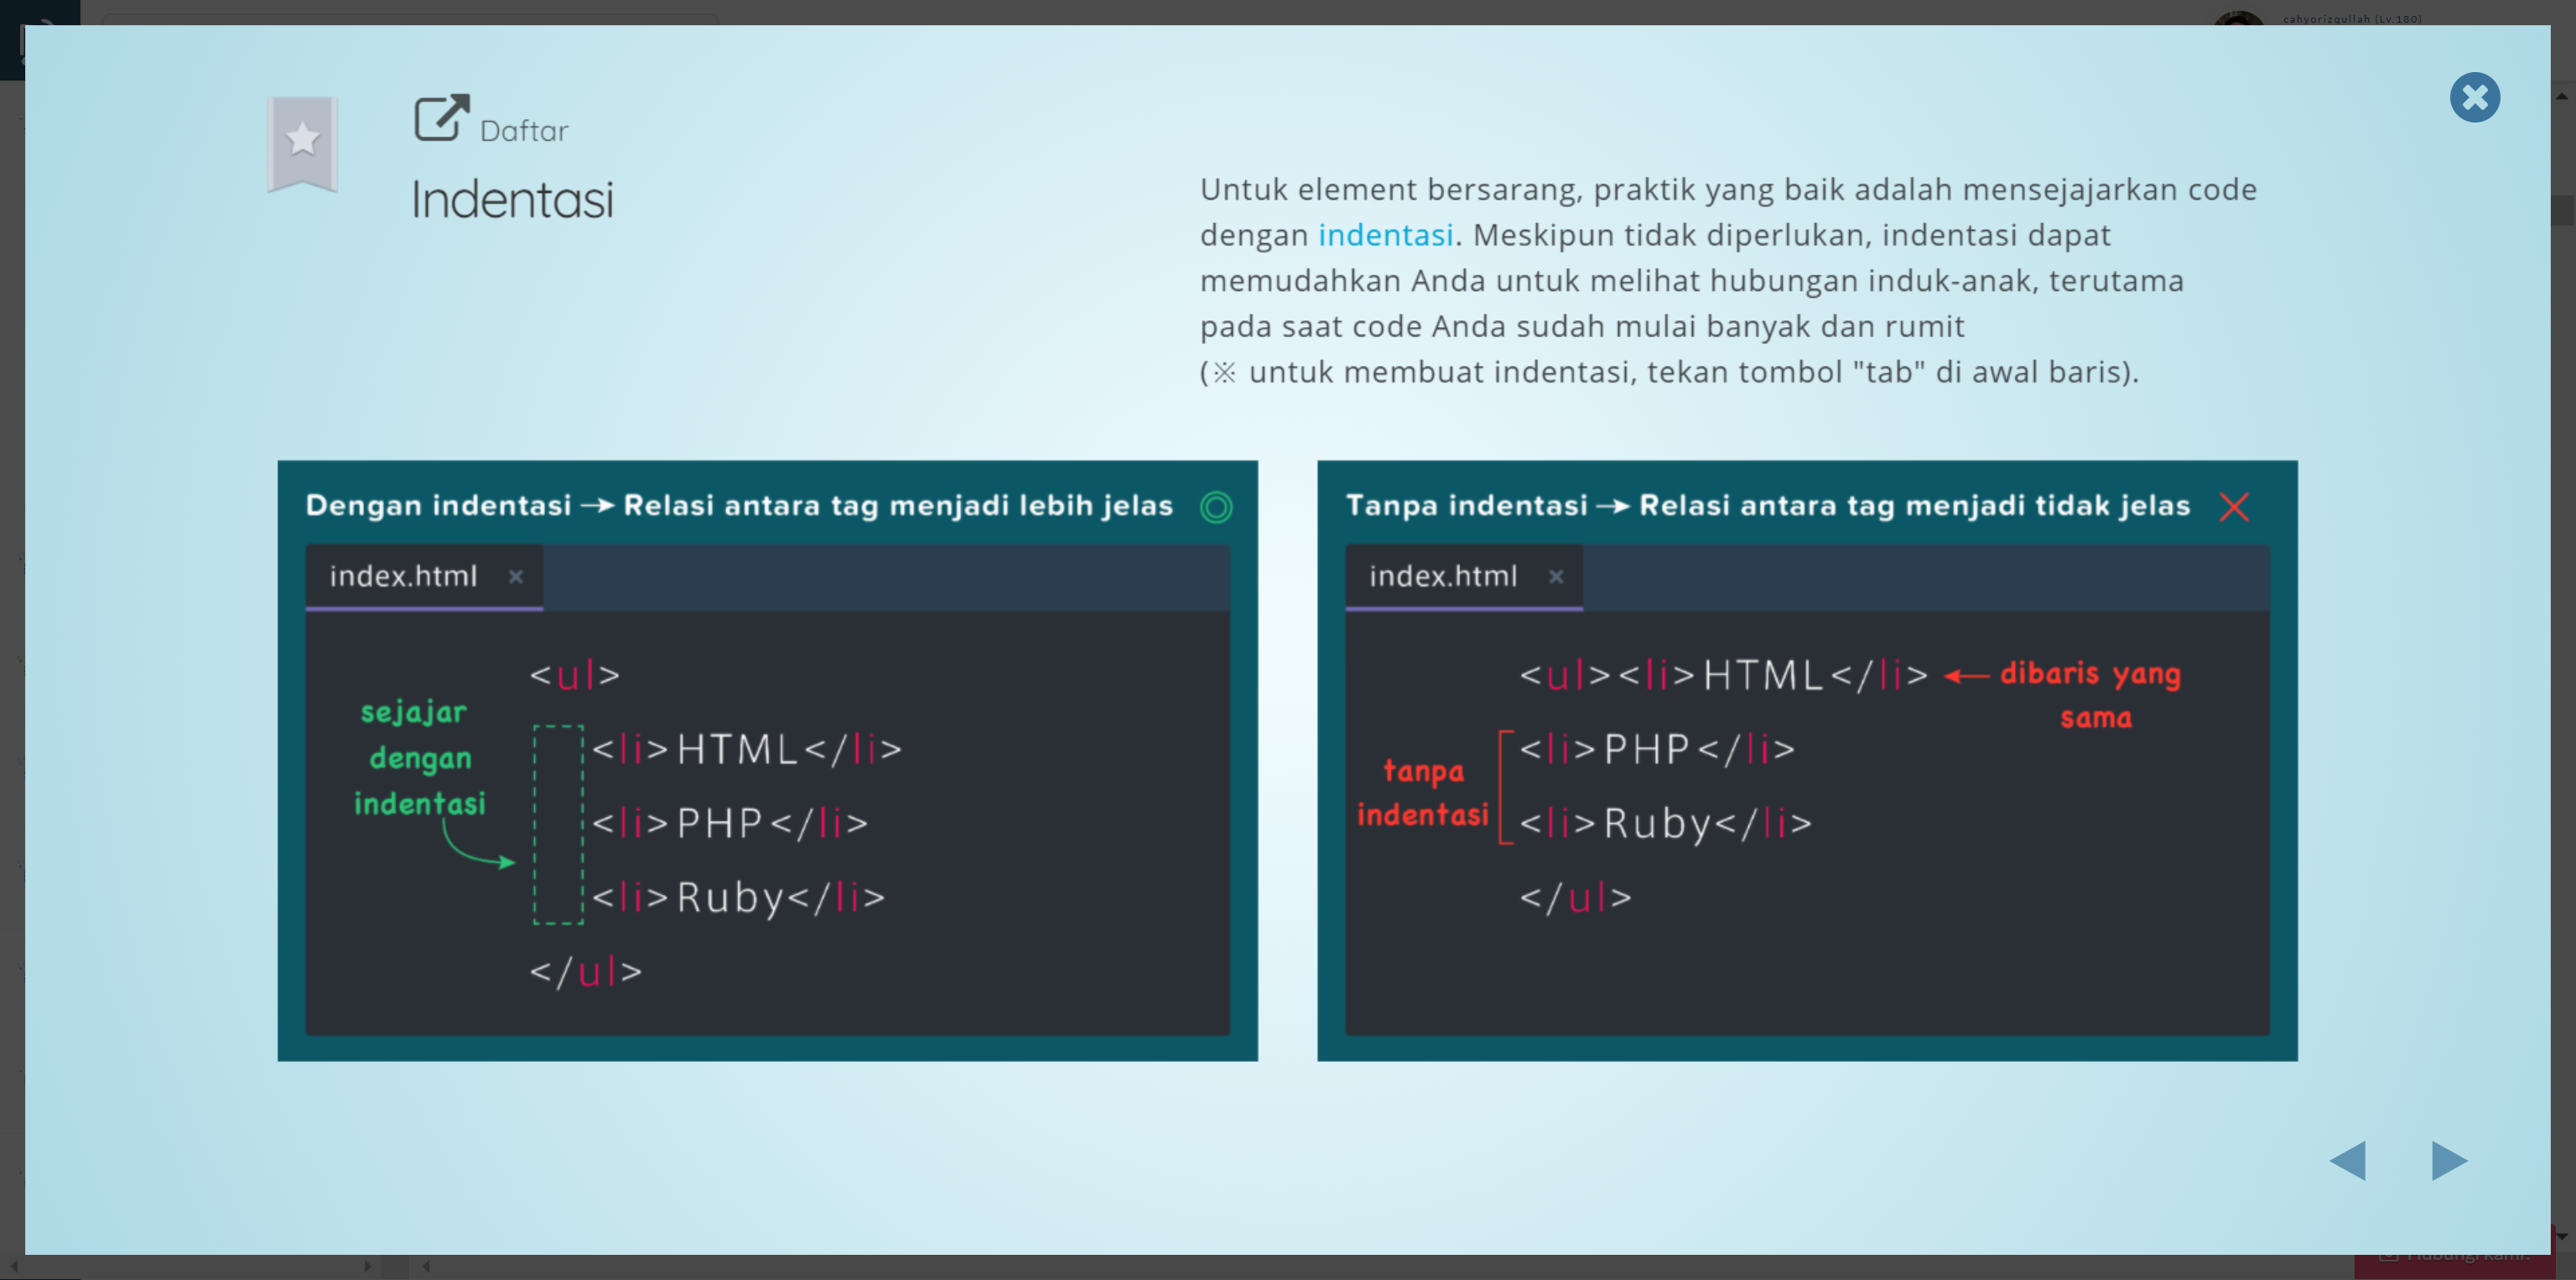 cahyorizqullah (Lv.180)
Daftar
Indentasi
Untuk element bersarang, praktik yang baik adalah mensejajarkan code
dengan indentasi. Meskipun tidak diperlukan, indentasi dapat
memudahkan Anda untuk melihat hubungan induk-anak, terutama
pada saat code Anda sudah mulai banyak dan rumit
(※ untuk membuat indentasi, tekan tombol "tab" di awal baris).
Dengan indentasi → Relasi antara tag menjadi lebih jelas
index.html ×
<ul>
<li>HTML</li>
<li>PHP</li>
<li>Ruby</li>
</ul>
sejajar
dengan
indentasi
Tanpa indentasi → Relasi antara tag menjadi tidak jelas
index.html ×
<ul><li>HTML</li> ← dibaris yang
sama
<li>PHP</li>
<li>Ruby</li>
</ul>
tanpa
indentasi
Hubungi kami.